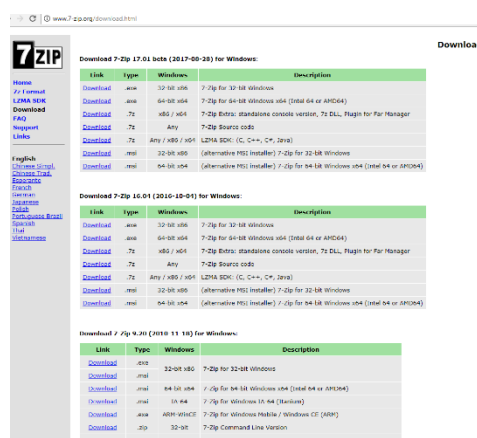 www.7-zip.org/download.html
7ZIP
Home
7z Format
LZMA SDK
Download
FAQ
Support
Links
English
Chinese Simpl.
Chinese Trad.
Esperanto
French
German
Japanese
Polish
Portuguese Brazil
Spanish
Thai
Vietnamese
Downloa
Download 7-Zip 17.01 beta (2017-08-28) for Windows:
Link Type Windows Description
Download .exe 32-bit x86 7-Zip for 32-bit Windows
Download .exe 64-bit x64 7-Zip for 64-bit Windows x64 (Intel 64 or AMD64)
Download .7z x86 / x64 7-Zip Extra: standalone console version, 7z DLL, Plugin for Far Manager
Download .7z Any 7-Zip Source code
Download .7z Any / x86 / x64 LZMA SDK: (C, C++, C#, Java)
Download .msi 32-bit x86 (alternative MSI installer) 7-Zip for 32-bit Windows
Download .msi 64-bit x64 (alternative MSI installer) 7-Zip for 64-bit Windows x64 (Intel 64 or AMD64)
Download 7-Zip 16.04 (2016-10-04) for Windows:
Link Type Windows Description
Download .exe 32-bit x86 7-Zip for 32-bit Windows
Download .exe 64-bit x64 7-Zip for 64-bit Windows x64 (Intel 64 or AMD64)
Download .7z x86 / x64 7-Zip Extra: standalone console version, 7z DLL, Plugin for Far Manager
Download .7z Any 7-Zip Source code
Download .7z Any / x86 / x64 LZMA SDK: (C, C++, C#, Java)
Download .msi 32-bit x86 (alternative MSI installer) 7-Zip for 32-bit Windows
Download .msi 64-bit x64 (alternative MSI installer) 7-Zip for 64-bit Windows x64 (Intel 64 or AMD64)
Download 7-Zip 9.20 (2010-11-18) for Windows:
Link Type Windows Description
Download .exe 32-bit x86 7-Zip for 32-bit Windows
Download .msi
Download .msi 64-bit x64 7-Zip for 64-bit Windows x64 (Intel 64 or AMD64)
Download .msi IA-64 7-Zip for Windows IA-64 (Itanium)
Download .exe ARM-WinCE 7-Zip for Windows Mobile / Windows CE (ARM)
Download .zip 32-bit 7-Zip Command Line Version